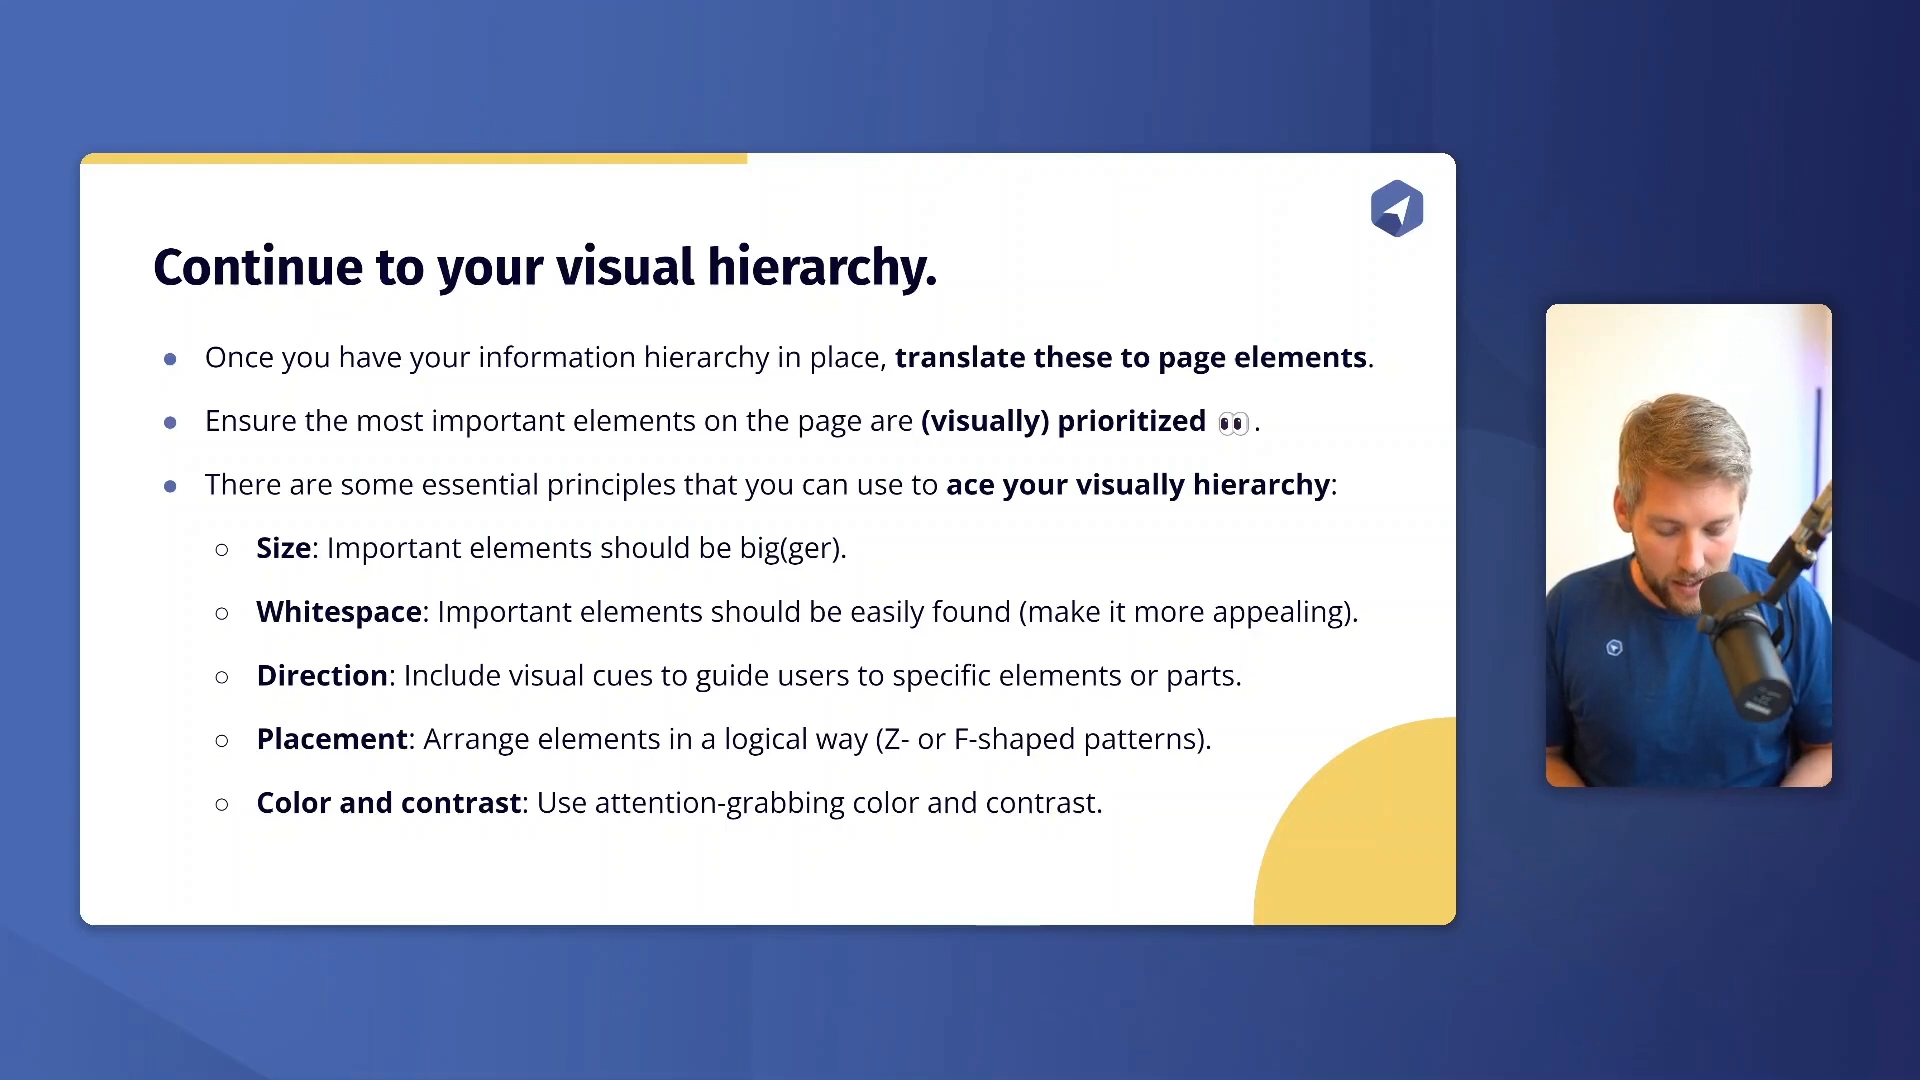 Continue to your visual hierarchy.
● Once you have your information hierarchy in place, translate these to page elements.
● Ensure the most important elements on the page are (visually) prioritized 👀.
● There are some essential principles that you can use to ace your visually hierarchy:
○ Size: Important elements should be big(ger).
○ Whitespace: Important elements should be easily found (make it more appealing).
○ Direction: Include visual cues to guide users to specific elements or parts.
○ Placement: Arrange elements in a logical way (Z- or F-shaped patterns).
○ Color and contrast: Use attention-grabbing color and contrast.